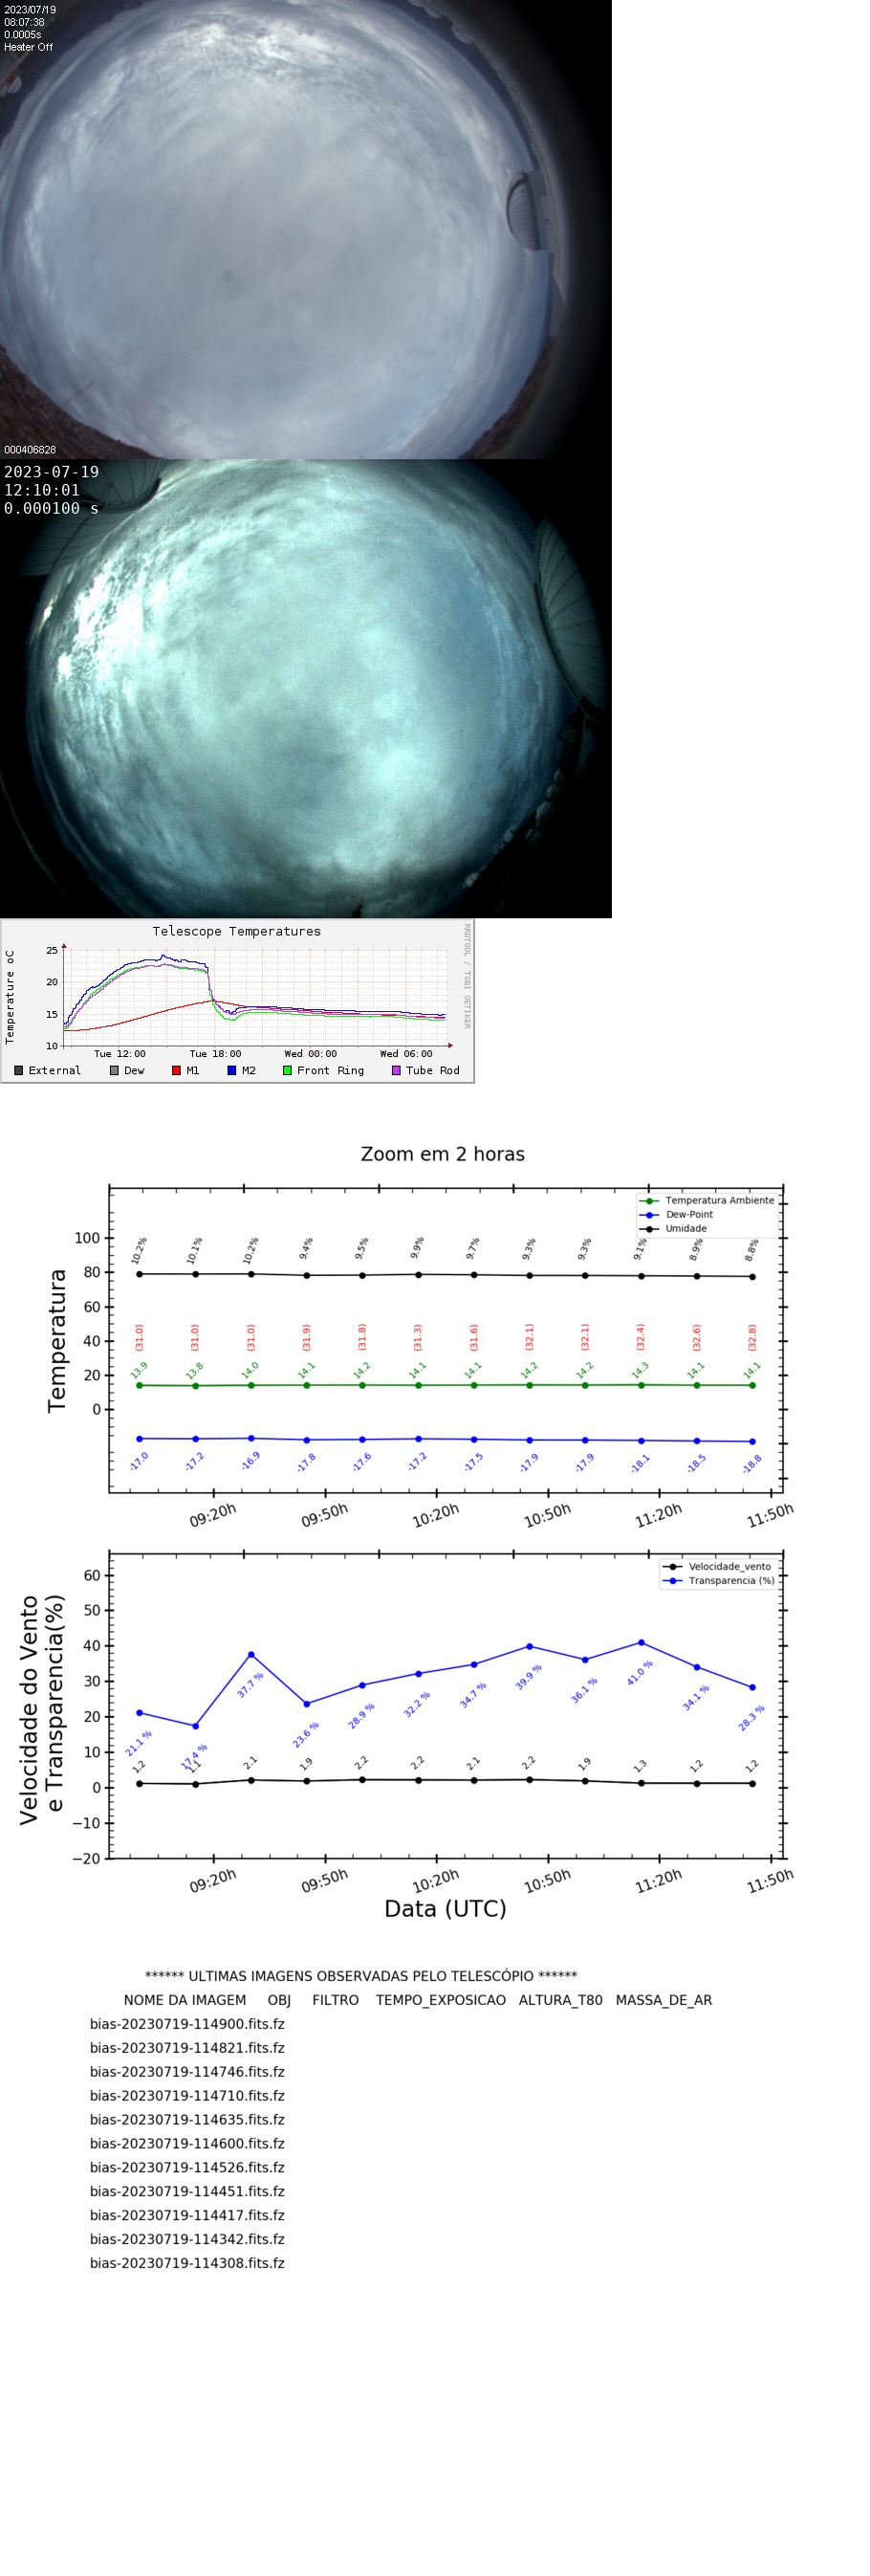 2023/07/19
08:07:38
0.0005s
Heater Off
000406828
2023-07-19
12:10:01
0.000100 s
Telescope Temperatures
Temperature oC
RRDTOOL / TOBI OETIKER
25
20
15
10
Tue 12:00 Tue 18:00 Wed 00:00 Wed 06:00
External Dew M1 M2 Front Ring Tube Rod
Zoom em 2 horas
Temperatura
Temperatura Ambiente
Dew-Point
Umidade
100
80
60
40
20
0
10.2% 10.1% 10.2% 9.4% 9.5% 9.9% 9.7% 9.3% 9.3% 9.1% 8.9% 8.8%
(31.0) (31.0) (31.0) (31.9) (31.8) (31.3) (31.6) (32.1) (32.1) (32.4) (32.6) (32.8)
13.9 13.8 14.0 14.1 14.2 14.1 14.1 14.2 14.2 14.3 14.1 14.1
-17.0 -17.2 -16.9 -17.8 -17.6 -17.2 -17.5 -17.9 -17.9 -18.1 -18.5 -18.8
09:20h 09:50h 10:20h 10:50h 11:20h 11:50h
Velocidade do Vento
e Transparencia(%)
Velocidade_vento
Transparencia (%)
60
50
40
30
20
10
0
−10
−20
21.1 % 17.4 % 37.7 % 23.6 % 28.9 % 32.2 % 34.7 % 39.9 % 36.1 % 41.0 % 34.1 % 28.3 %
1.2 1.1 2.1 1.9 2.2 2.2 2.1 2.2 1.9 1.3 1.2 1.2
09:20h 09:50h 10:20h 10:50h 11:20h 11:50h
Data (UTC)
****** ULTIMAS IMAGENS OBSERVADAS PELO TELESCÓPIO ******
NOME DA IMAGEM OBJ FILTRO TEMPO_EXPOSICAO ALTURA_T80 MASSA_DE_AR
bias-20230719-114900.fits.fz
bias-20230719-114821.fits.fz
bias-20230719-114746.fits.fz
bias-20230719-114710.fits.fz
bias-20230719-114635.fits.fz
bias-20230719-114600.fits.fz
bias-20230719-114526.fits.fz
bias-20230719-114451.fits.fz
bias-20230719-114417.fits.fz
bias-20230719-114342.fits.fz
bias-20230719-114308.fits.fz